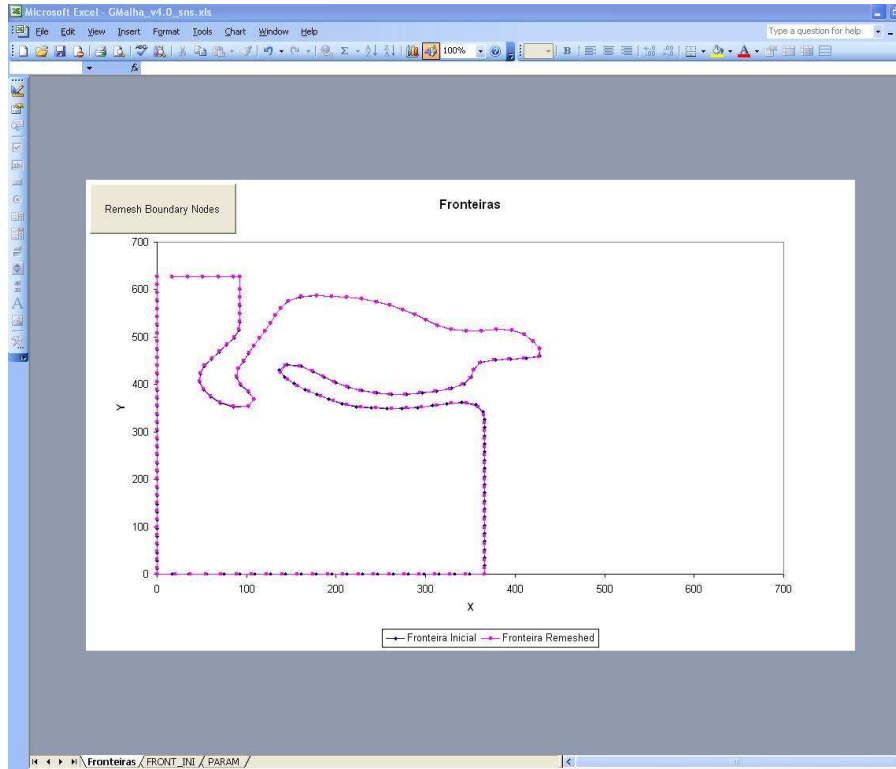 Microsoft Excel - GMalha_v4.0_sns.xls
File Edit View Insert Format Tools Chart Window Help
Type a question for help
Σ 100% B A
fx
A
Remesh Boundary Nodes
Fronteiras
700
600
500
400
300
200
100
0
Y
0 100 200 300 400 500 600 700
X
Fronteira Inicial Fronteira Remeshed
Fronteiras / FRONT_INI / PARAM /